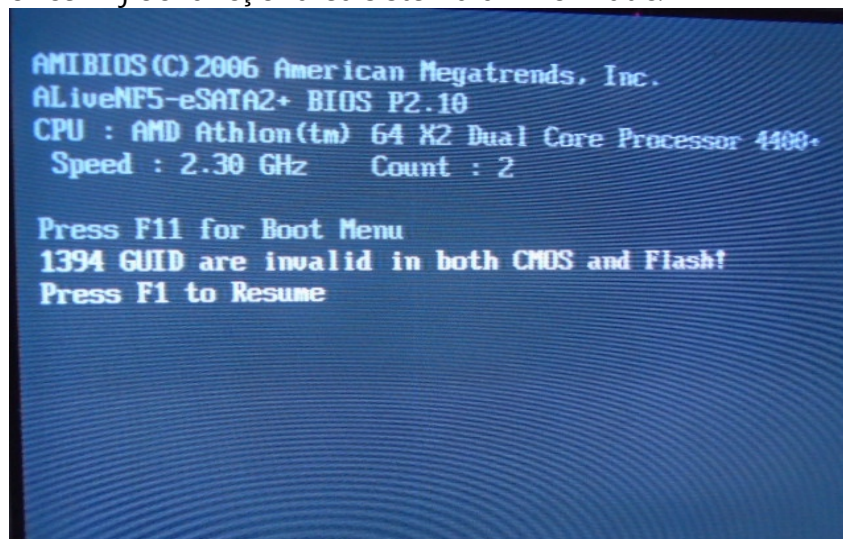 AMIBIOS(C)2006 American Megatrends, Inc.
ALiveNF5-eSATA2+ BIOS P2.10
CPU : AMD Athlon(tm) 64 X2 Dual Core Processor 4400+
Speed : 2.30 GHz    Count : 2
Press F11 for Boot Menu
1394 GUID are invalid in both CMOS and Flash!
Press F1 to Resume